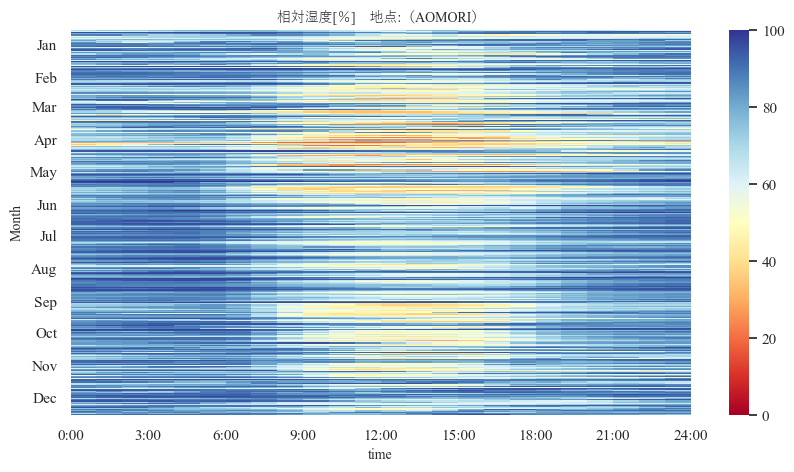 相対湿度[%] 地点:（AOMORI）
Month
Jan
Feb
Mar
Apr
May
Jun
Jul
Aug
Sep
Oct
Nov
Dec
0:00 3:00 6:00 9:00 12:00 15:00 18:00 21:00 24:00
time
100
80
60
40
20
0